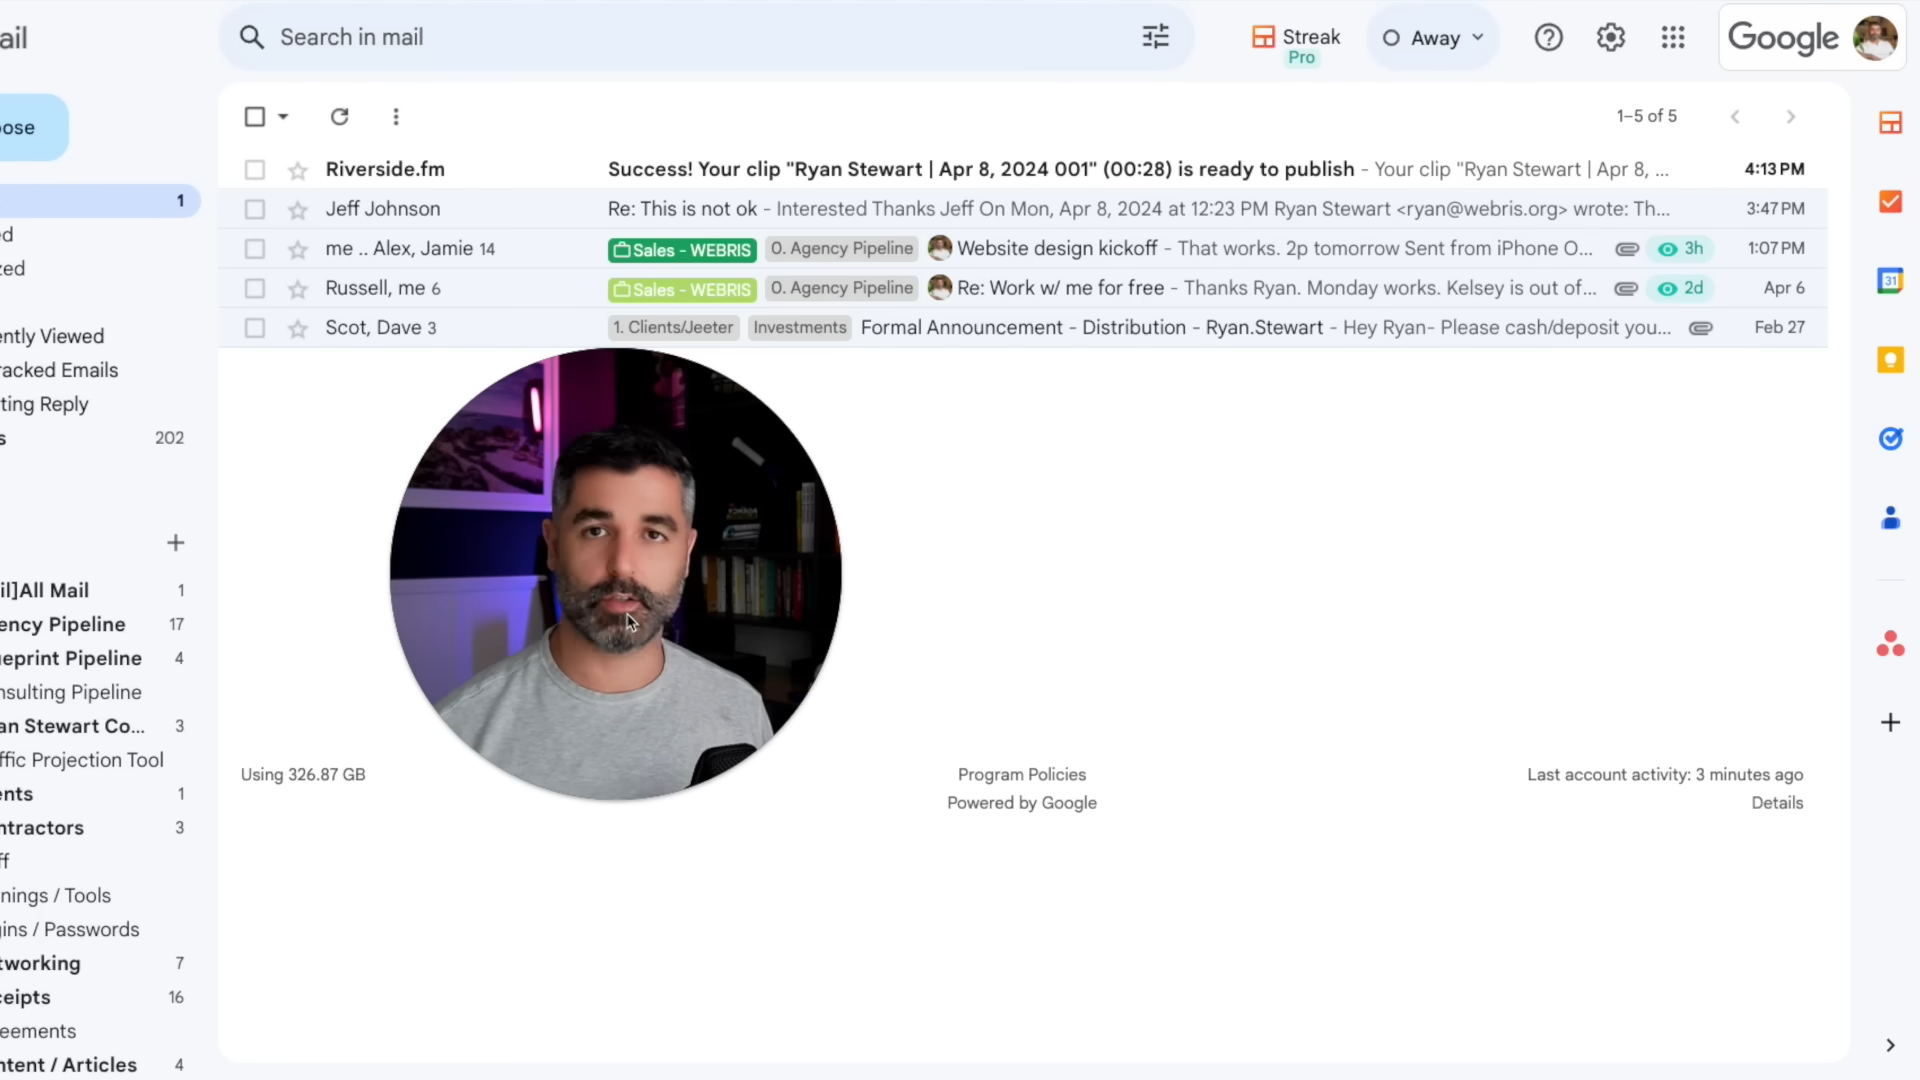 ail
Search in mail
Streak
Pro
Away
Google
ose
1–5 of 5
Riverside.fm Success! Your clip "Ryan Stewart | Apr 8, 2024 001" (00:28) is ready to publish - Your clip "Ryan Stewart | Apr 8, ... 4:13 PM
1
Jeff Johnson Re: This is not ok - Interested Thanks Jeff On Mon, Apr 8, 2024 at 12:23 PM Ryan Stewart <ryan@webris.org> wrote: Th... 3:47 PM
ed
me .. Alex, Jamie 14 Sales - WEBRIS 0. Agency Pipeline Website design kickoff - That works. 2p tomorrow Sent from iPhone O... 3h 1:07 PM
zed
Russell, me 6 Sales - WEBRIS 0. Agency Pipeline Re: Work w/ me for free - Thanks Ryan. Monday works. Kelsey is out of... 2d Apr 6
Scot, Dave 3 1. Clients/Jeeter Investments Formal Announcement - Distribution - Ryan.Stewart - Hey Ryan- Please cash/deposit you... Feb 27
ently Viewed
racked Emails
ting Reply
s 202
il]All Mail 1
ency Pipeline 17
eprint Pipeline 4
nsulting Pipeline
an Stewart Co... 3
ffic Projection Tool
Using 326.87 GB
Program Policies
Powered by Google
Last account activity: 3 minutes ago
Details
ents 1
ntractors 3
ff
nings / Tools
gins / Passwords
tworking 7
ceipts 16
eements
ntent / Articles 4
31